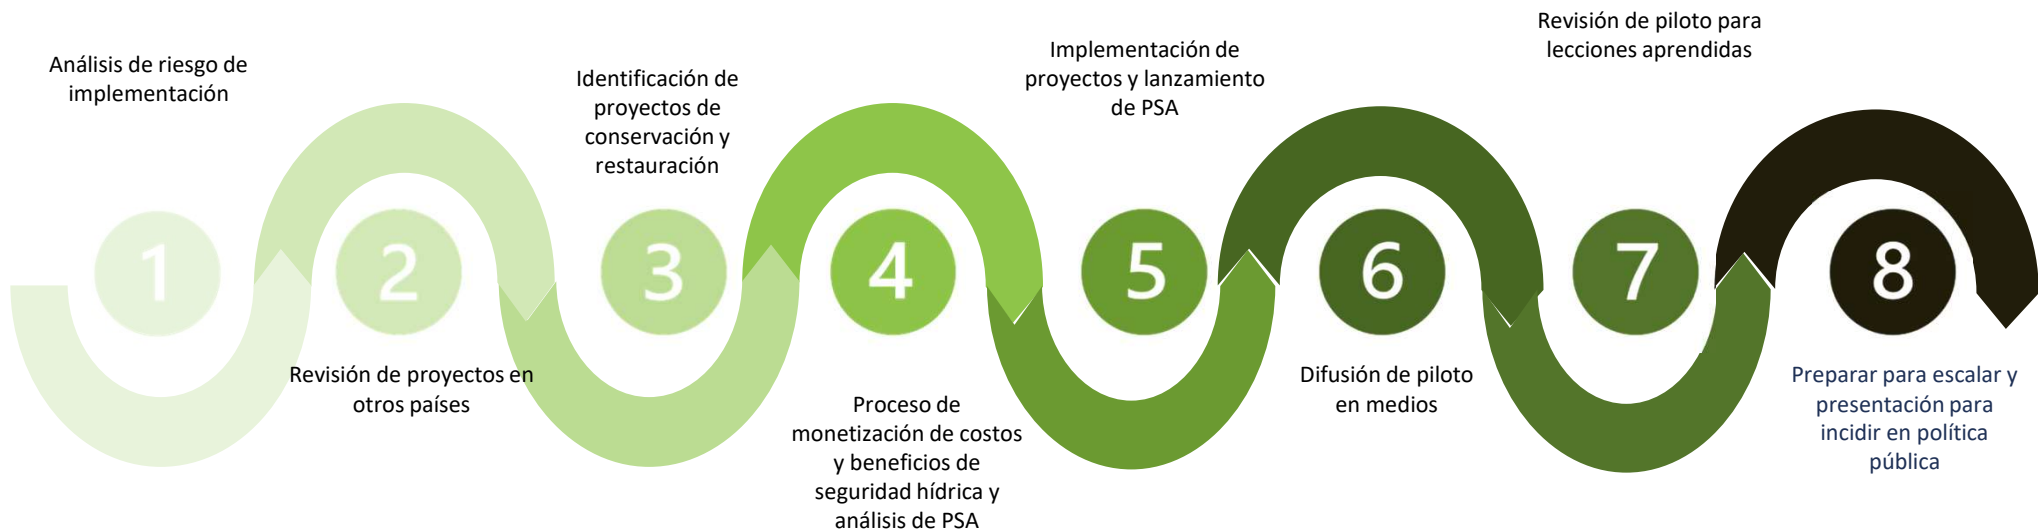 Análisis de riesgo de
implementación
1
2
Revisión de proyectos en
otros países
Identificación de
proyectos de
conservación y
restauración
3
4
Proceso de
monetización de costos
y beneficios de
seguridad hídrica y
análisis de PSA
Implementación de
proyectos y lanzamiento
de PSA
5
6
Difusión de piloto
en medios
Revisión de piloto para
lecciones aprendidas
7
8
Preparar para escalar y
presentación para
incidir en política
pública